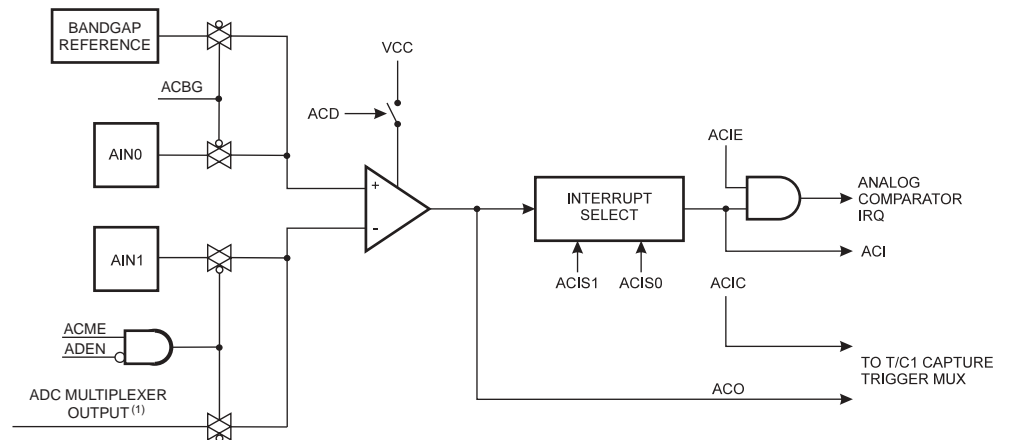 BANDGAP
REFERENCE
VCC
ACBG
ACD
AIN0
ACIE
+
INTERRUPT
SELECT
ANALOG
COMPARATOR
IRQ
-
AIN1
ACI
ACIS1 ACIS0
ACIC
ACME
ADEN
TO T/C1 CAPTURE
TRIGGER MUX
ADC MULTIPLEXER
OUTPUT (1)
ACO